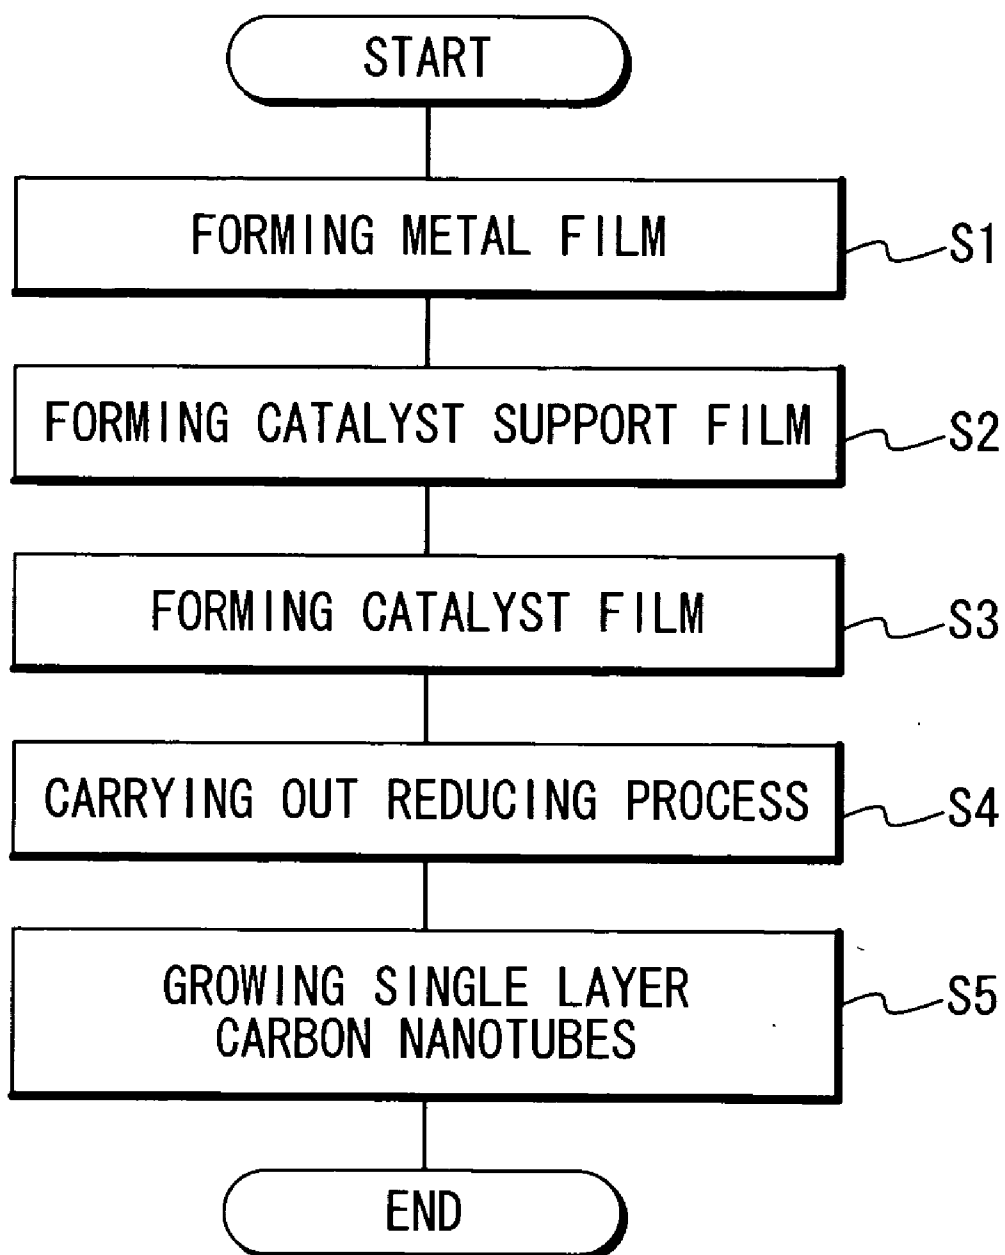 START
FORMING METAL FILM
S1
FORMING CATALYST SUPPORT FILM
S2
FORMING CATALYST FILM
S3
CARRYING OUT REDUCING PROCESS
S4
GROWING SINGLE LAYER
CARBON NANOTUBES
S5
END